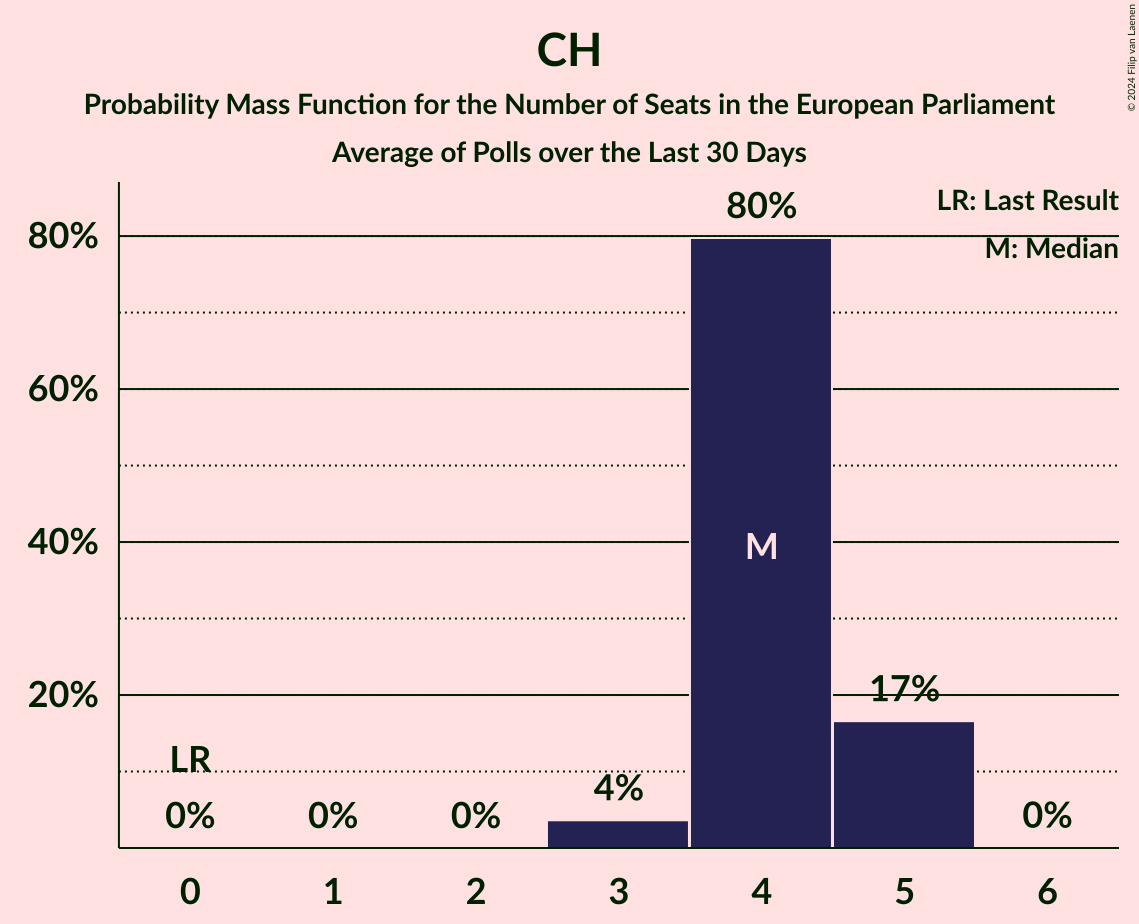 CH
Probability Mass Function for the Number of Seats in the European Parliament
Average of Polls over the Last 30 Days
© 2024 Filip van Laenen
LR: Last Result
M: Median
80%
60%
40%
20%
LR
0%
0%
0%
4%
80%
M
17%
0%
0
1
2
3
4
5
6